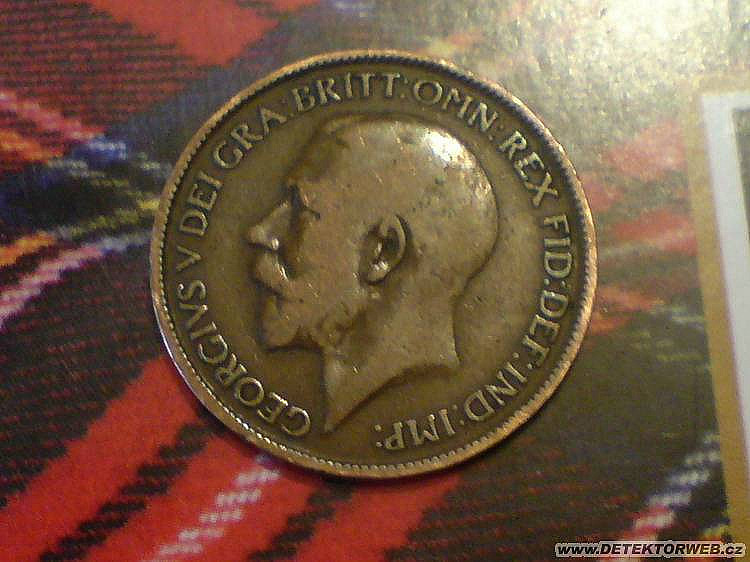 GEORGIVS V DEI GRA:BRITT:OMN:REX FID:DEF:IND:IMP:
www.DETEKTORWEB.cz